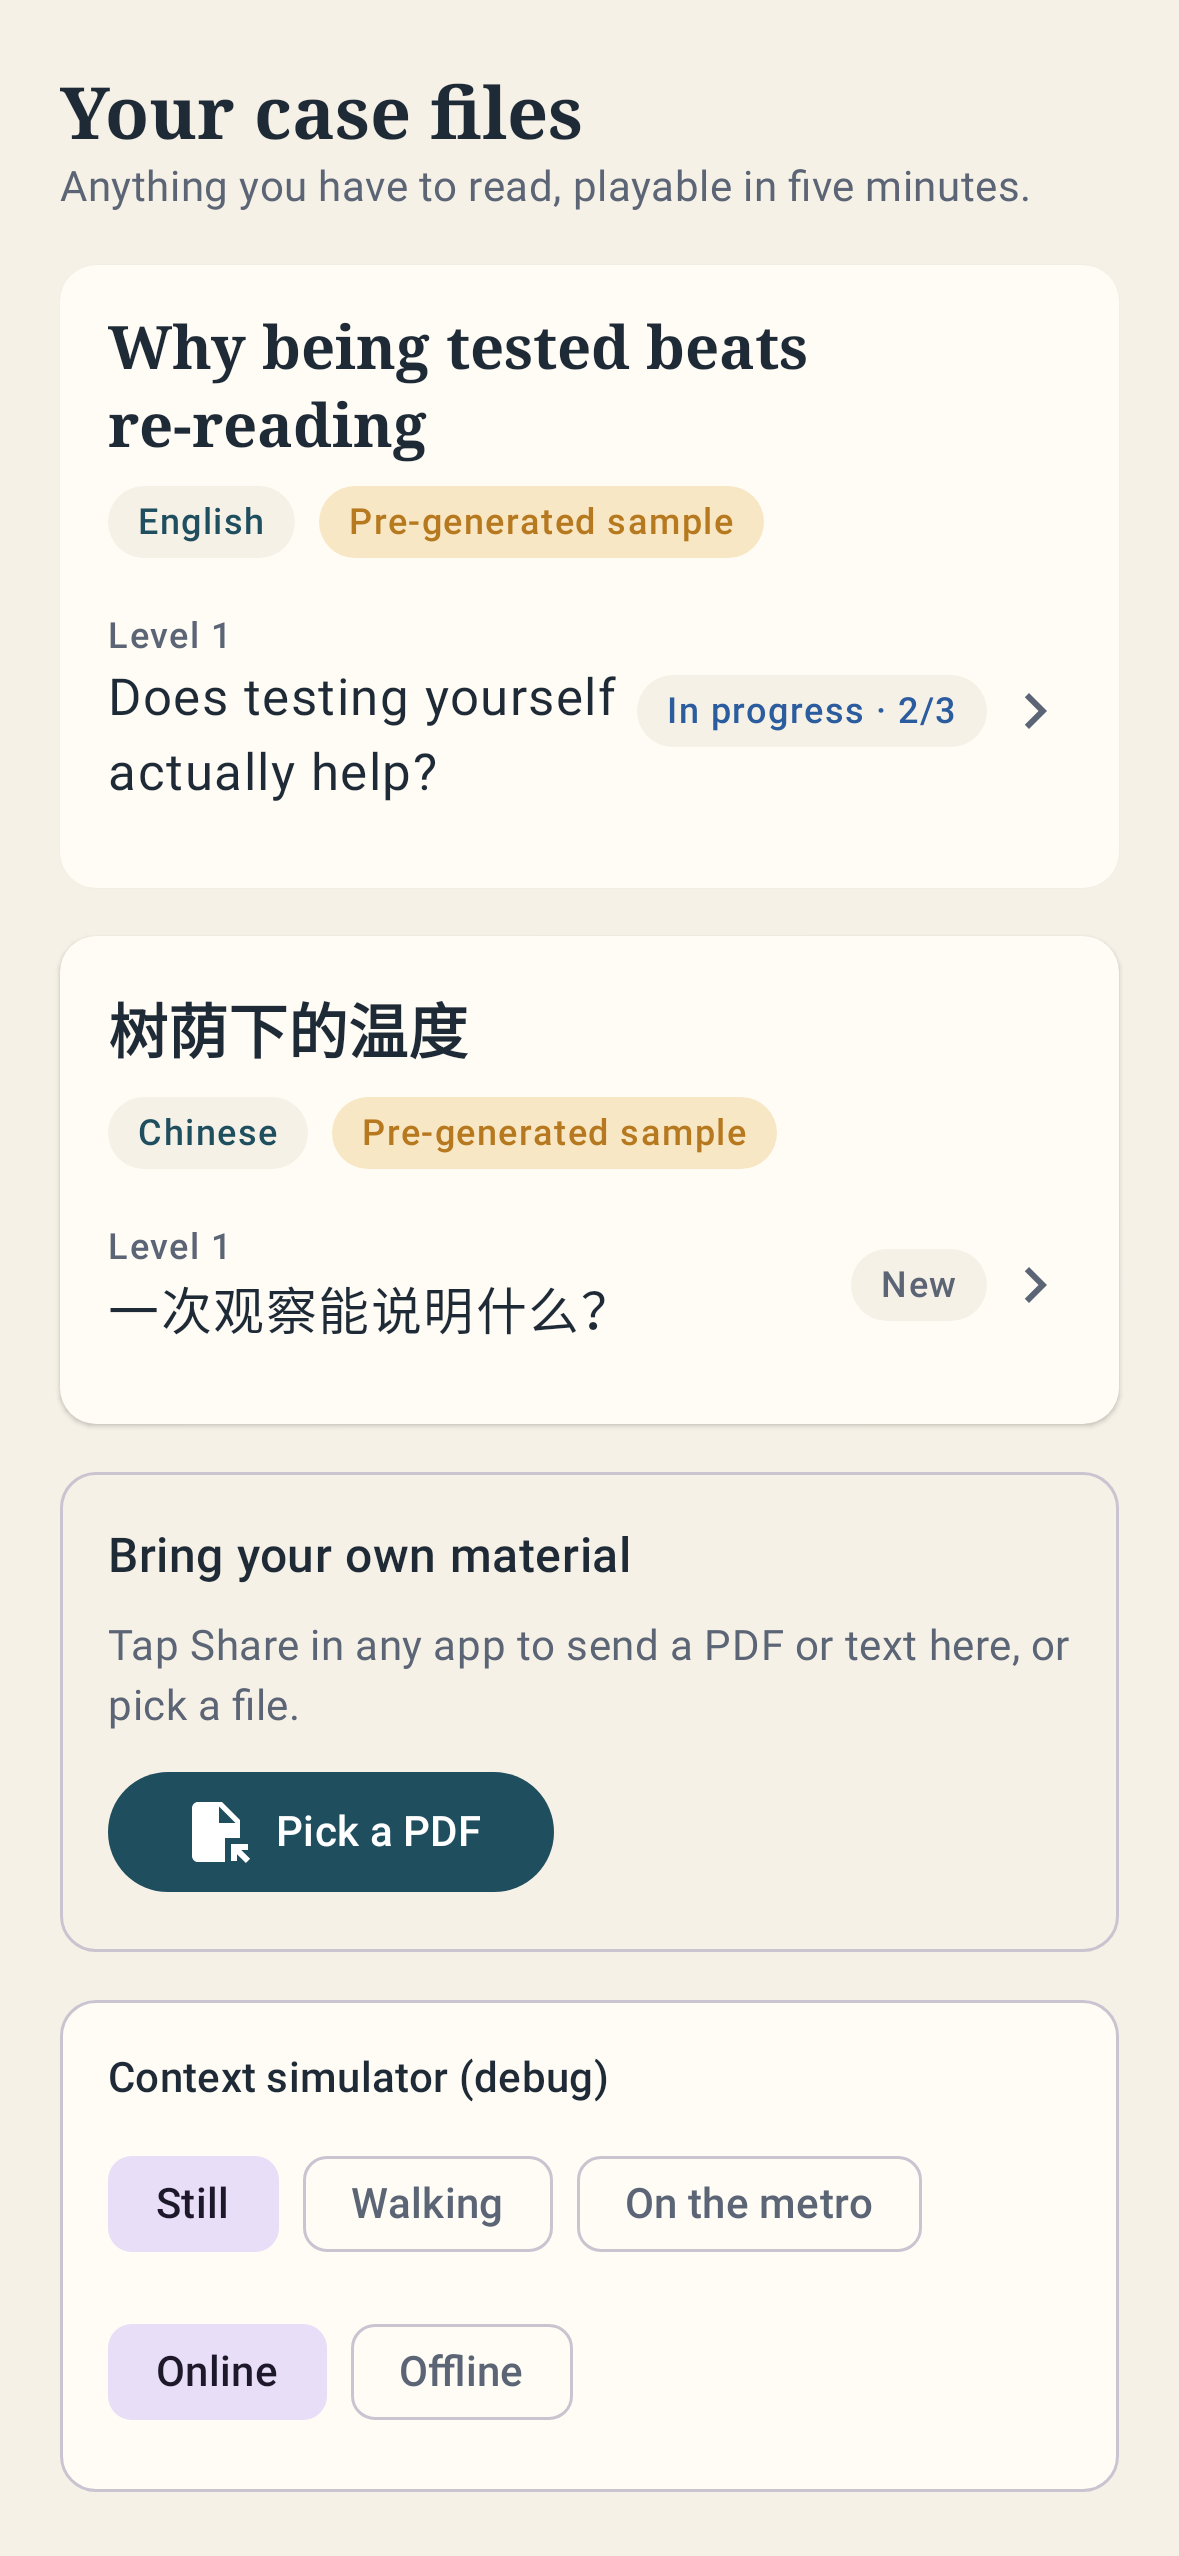 Your case files
Anything you have to read, playable in five minutes.
Why being tested beats
re-reading
English
Pre-generated sample
Level 1
Does testing yourself
actually help?
In progress · 2/3
树荫下的温度
Chinese
Pre-generated sample
Level 1
一次观察能说明什么?
New
Bring your own material
Tap Share in any app to send a PDF or text here, or
pick a file.
Pick a PDF
Context simulator (debug)
Still
Walking
On the metro
Online
Offline